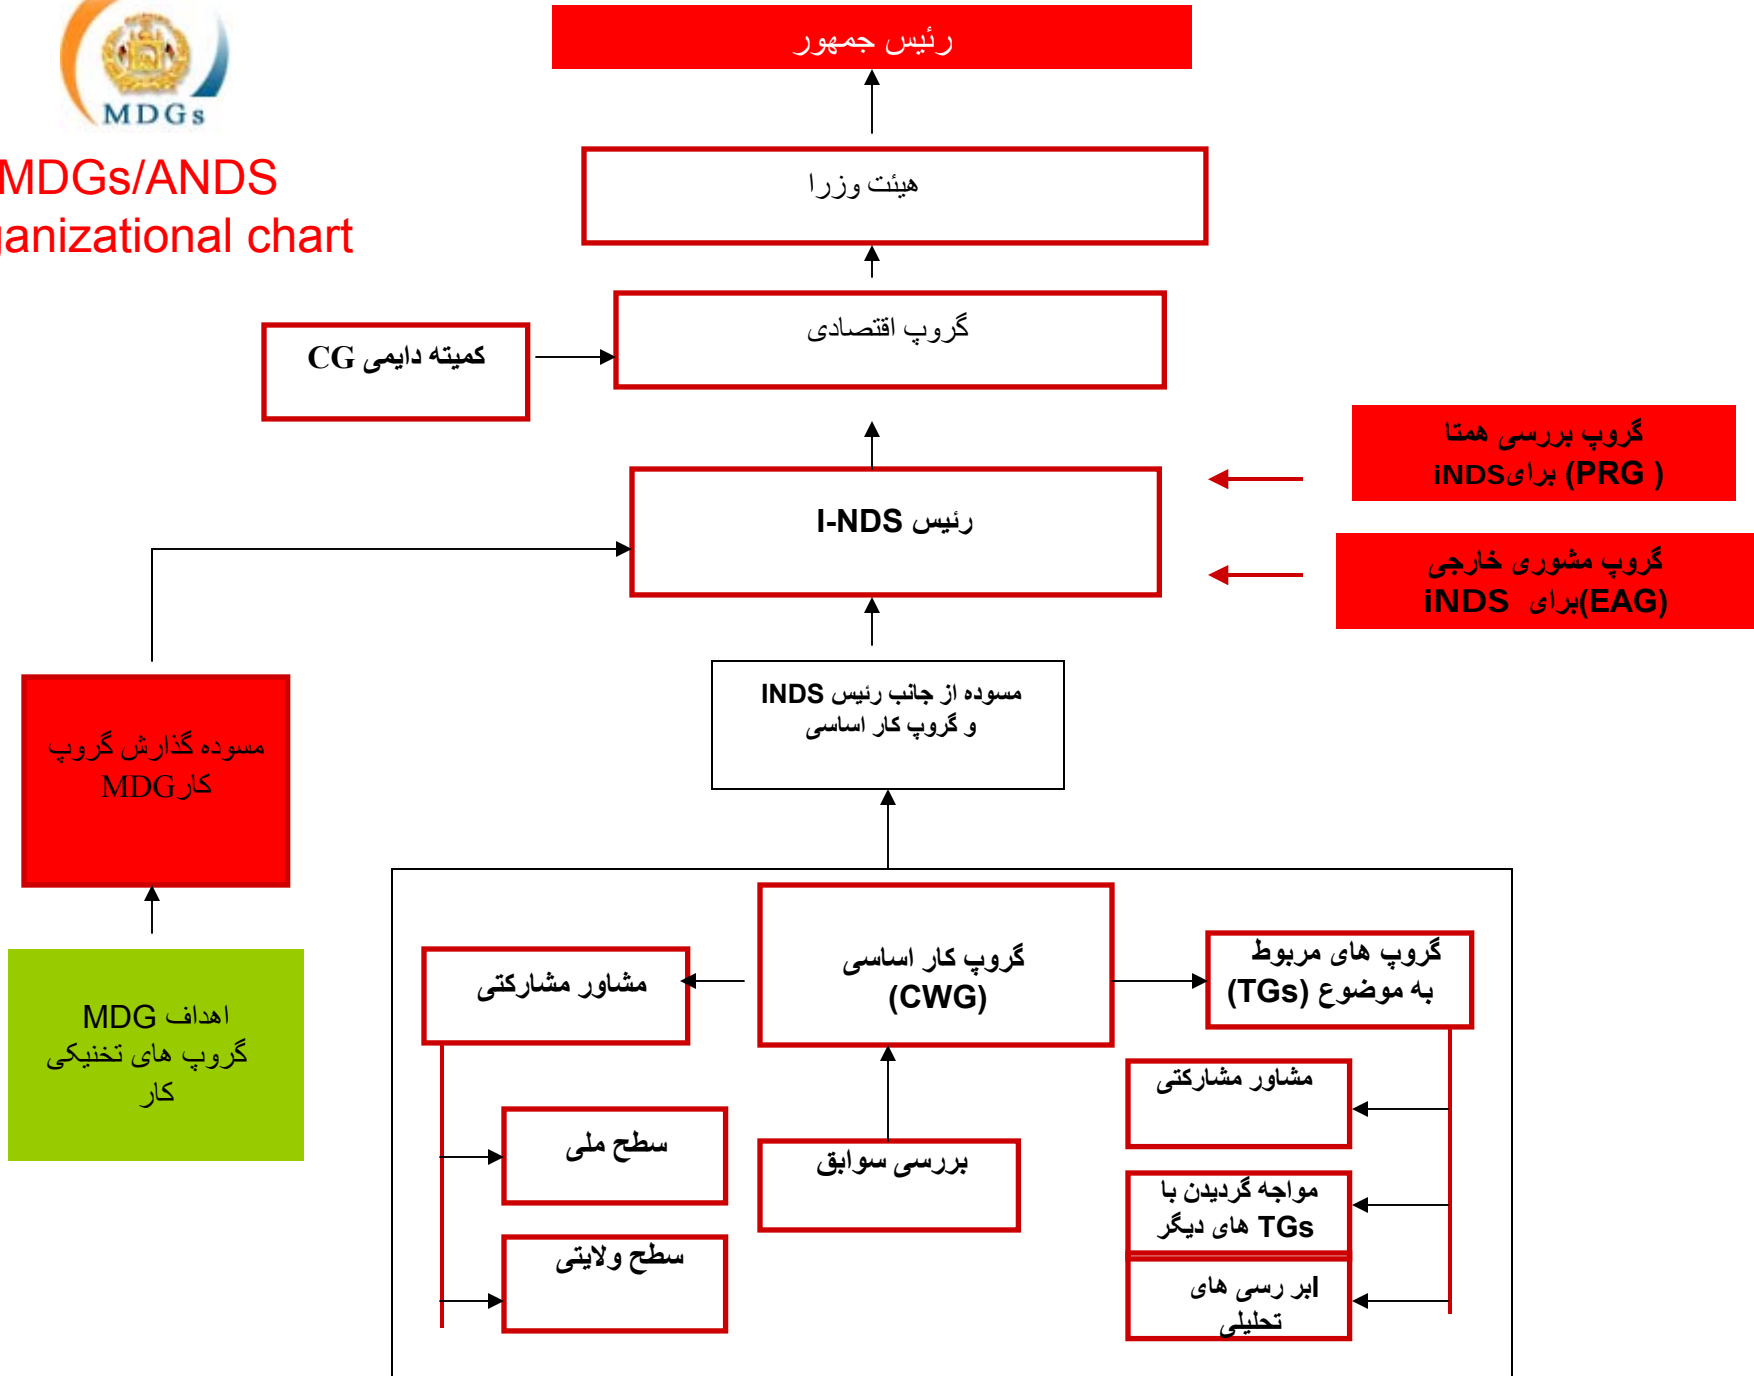 MDGs
MDGs/ANDS
ganizational chart
رئیس جمهور
هیئت وزرا
گروپ اقتصادی
کمیته دایمی CG
گروپ بررسی همتا
( PRG) برایiNDS
رئیس I-NDS
گروپ مشوری خارجی
(EAG)برای iNDS
مسوده از جانب رئیس INDS
و گروپ کار اساسی
مسوده گذارش گروپ
کارMDG
اهداف MDG
گروپ های تخنیکی
کار
گروپ کار اساسی
(CWG)
مشاور مشارکتی
گروپ های مربوط
به موضوع (TGs)
سطح ملی
سطح ولایتی
بررسی سوابق
مشاور مشارکتی
مواجه گردیدن با
TGs های دیگر
ابر رسی های
تحلیلی